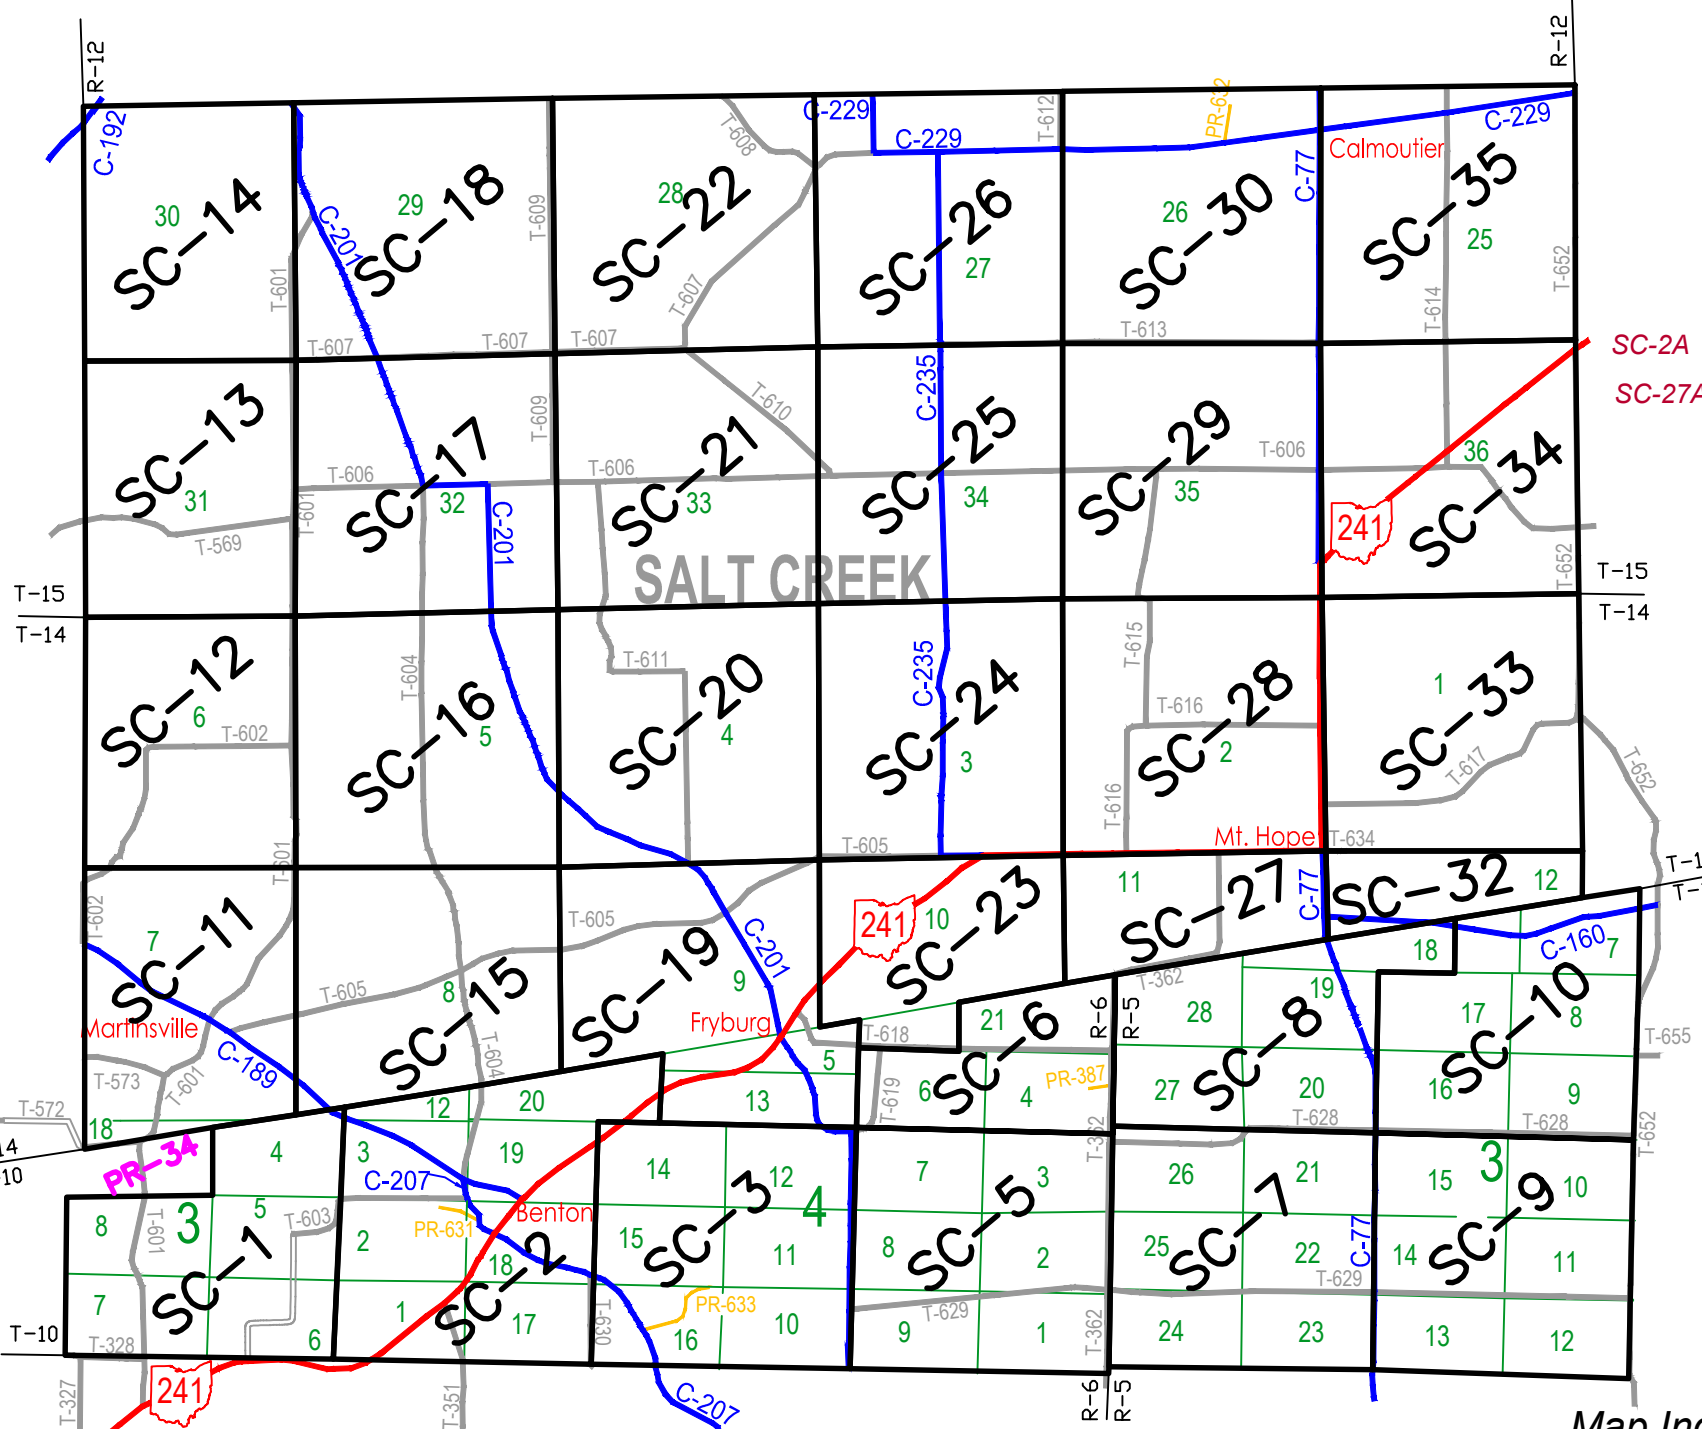 R-12
R-12
C-192
C-229
C-229
T-612
PR-632
C-229
T-608
Calmoutier
C-77
30
SC-14
29
SC-18
C-201
T-609
28
SC-22
SC-26
27
26
SC-30
SC-35
25
T-601
T-607
T-614
T-652
T-607
T-607
T-607
T-613
SC-2A
SC-27A
SC-13
31
T-606
SC-17
32
T-609
T-610
T-606
SC-21
33
C-235
SC-25
34
SC-29
35
T-606
36
SC-34
241
T-601
C-201
T-569
SALT CREEK
T-652
T-15
T-14
T-15
T-14
SC-12
6
T-602
T-604
SC-16
5
T-611
SC-20
4
C-235
SC-24
3
T-615
T-616
SC-28
2
T-616
1
SC-33
T-617
T-652
Mt. Hope
T-634
T-605
T-601
T-602
7
SC-11
T-605
241
10
SC-23
11
SC-27
C-77
SC-32
12
18
C-160
7
C-201
SC-19
9
T-605
8
SC-15
Martinsville
Fryburg
C-189
T-604
T-573
T-601
T-572
T-618
21
SC-6
R-6
R-5
T-362
28
19
SC-8
17
SC-10
8
T-655
5
13
T-619
6
4
PR-387
27
20
16
9
18
12
20
T-362
T-628
T-628
T-652
14
10
PR-34
4
3
19
C-207
14
12
SC-3
4
7
3
SC-5
26
21
SC-7
15
3
SC-9
10
8
3
5
T-603
T-601
SC-1
2
PR-631
Benton
18
SC-2
15
11
8
2
25
22
C-77
14
11
7
6
1
17
T-630
PR-633
16
10
T-629
9
1
T-362
T-629
24
23
13
12
T-10
T-328
241
T-327
T-351
C-207
R-6
R-5